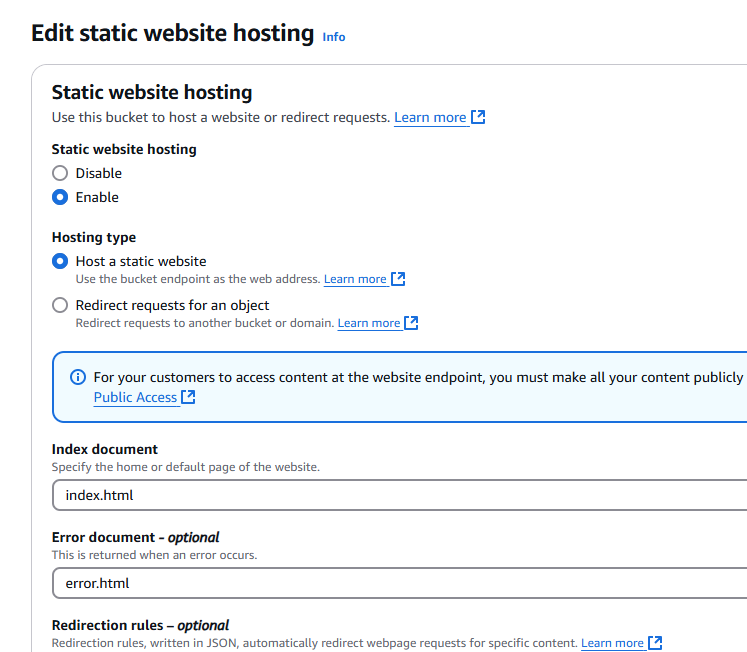 Edit static website hosting Info
Static website hosting
Use this bucket to host a website or redirect requests. Learn more
Static website hosting
Disable
Enable
Hosting type
Host a static website
Use the bucket endpoint as the web address. Learn more
Redirect requests for an object
Redirect requests to another bucket or domain. Learn more
For your customers to access content at the website endpoint, you must make all your content publicly
Public Access
Index document
Specify the home or default page of the website.
index.html
Error document - optional
This is returned when an error occurs.
error.html
Redirection rules – optional
Redirection rules, written in JSON, automatically redirect webpage requests for specific content. Learn more